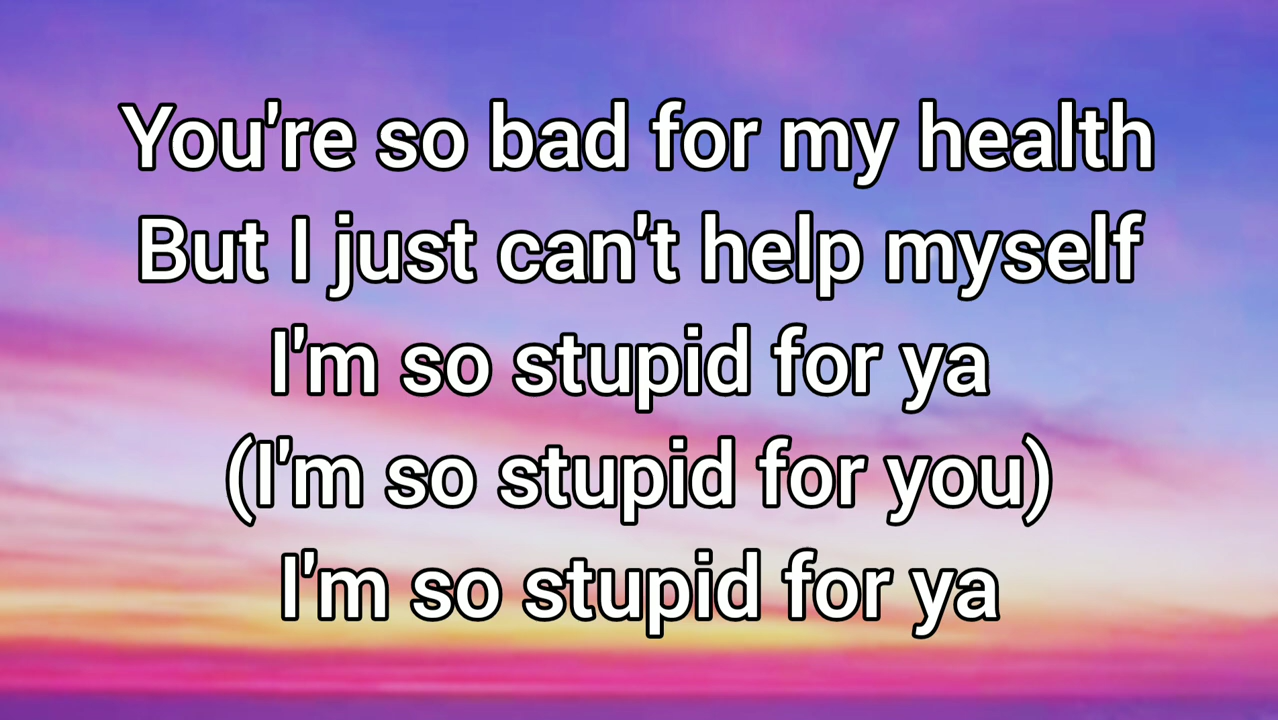 You're so bad for my health
But I just can't help myself
I'm so stupid for ya
(I'm so stupid for you)
I'm so stupid for ya